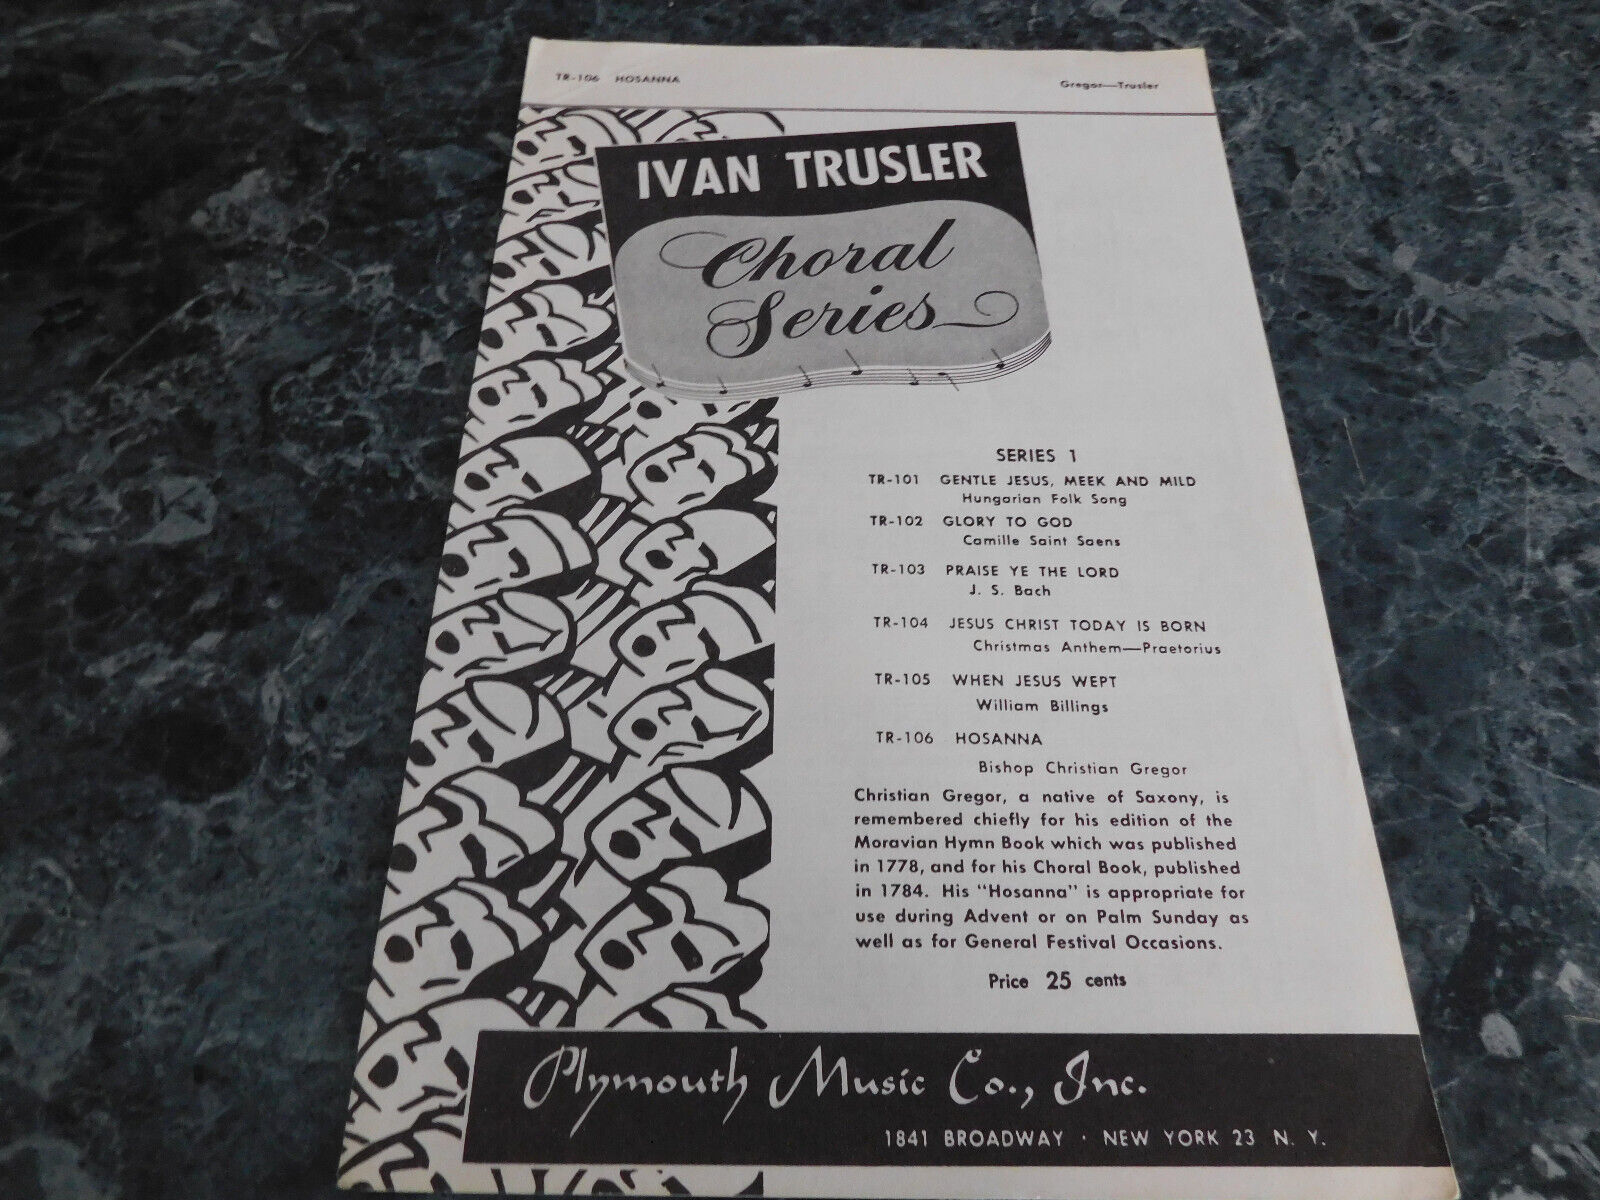 TR-106 HOSANNA Gregor—Trusler
IVAN TRUSLER
Choral
Series
SERIES 1
TR-101 GENTLE JESUS, MEEK AND MILD
Hungarian Folk Song
TR-102 GLORY TO GOD
Camille Saint Saens
TR-103 PRAISE YE THE LORD
J. S. Bach
TR-104 JESUS CHRIST TODAY IS BORN
Christmas Anthem—Praetorius
TR-105 WHEN JESUS WEPT
William Billings
TR-106 HOSANNA
Bishop Christian Gregor
Christian Gregor, a native of Saxony, is
remembered chiefly for his edition of the
Moravian Hymn Book which was published
in 1778, and for his Choral Book, published
in 1784. His "Hosanna" is appropriate for
use during Advent or on Palm Sunday as
well as for General Festival Occasions.
Price 25 cents
Plymouth Music Co., Inc.
1841 BROADWAY · NEW YORK 23 N. Y.